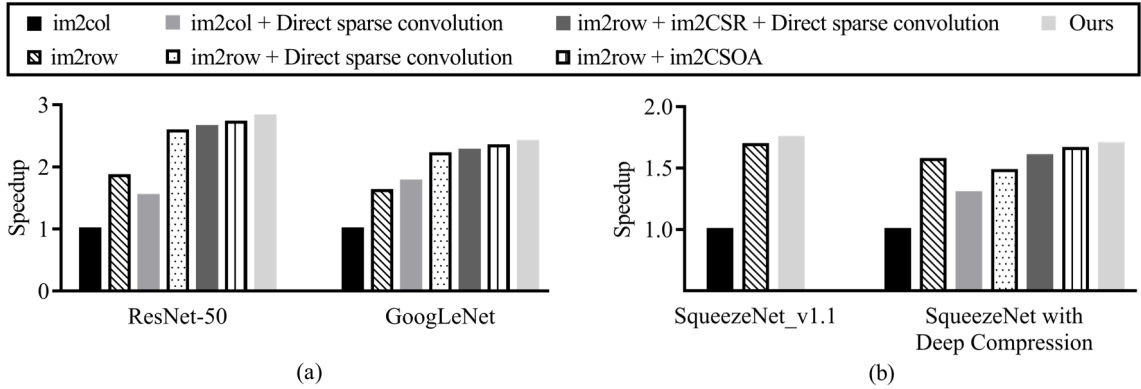 im2col
im2col + Direct sparse convolution
im2row + im2CSR + Direct sparse convolution
Ours
im2row
im2row + Direct sparse convolution
im2row + im2CSOA
3
2
1
0
Speedup
ResNet-50
GoogLeNet
(a)
2.0
1.5
1.0
Speedup
SqueezeNet_v1.1
SqueezeNet with
Deep Compression
(b)